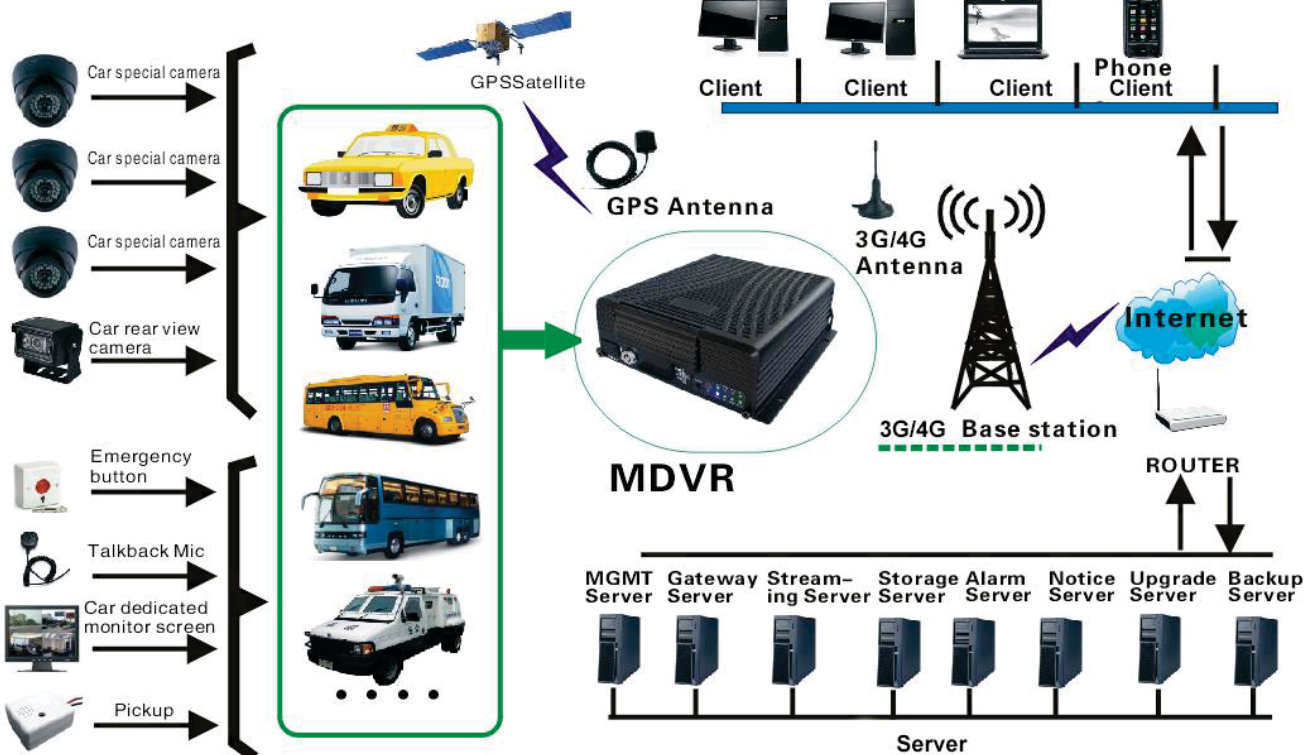 Car special camera
GPSSatellite
Client
Client
Client
Phone
Client
Car special camera
Car special camera
GPS Antenna
3G/4G
Antenna
Car rear view
camera
Internet
3G/4G Base station
MDVR
ROUTER
Emergency
button
Talkback Mic
Car dedicated
monitor screen
Pickup
MGMT
Server
Gateway
Server
Stream–
ing Server
Storage
Server
Alarm
Server
Notice
Server
Upgrade
Server
Backup
Server
Server